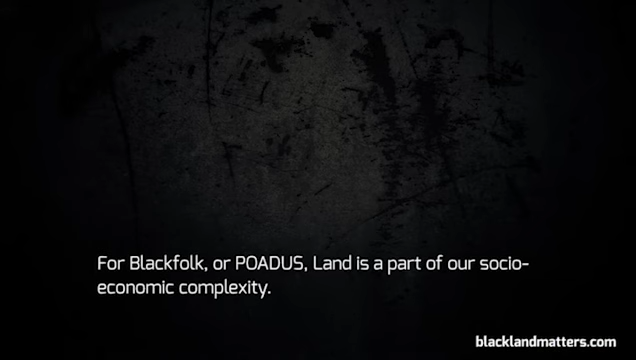 For Blackfolk, or POADUS, Land is a part of our socio-
economic complexity.
blacklandmatters.com